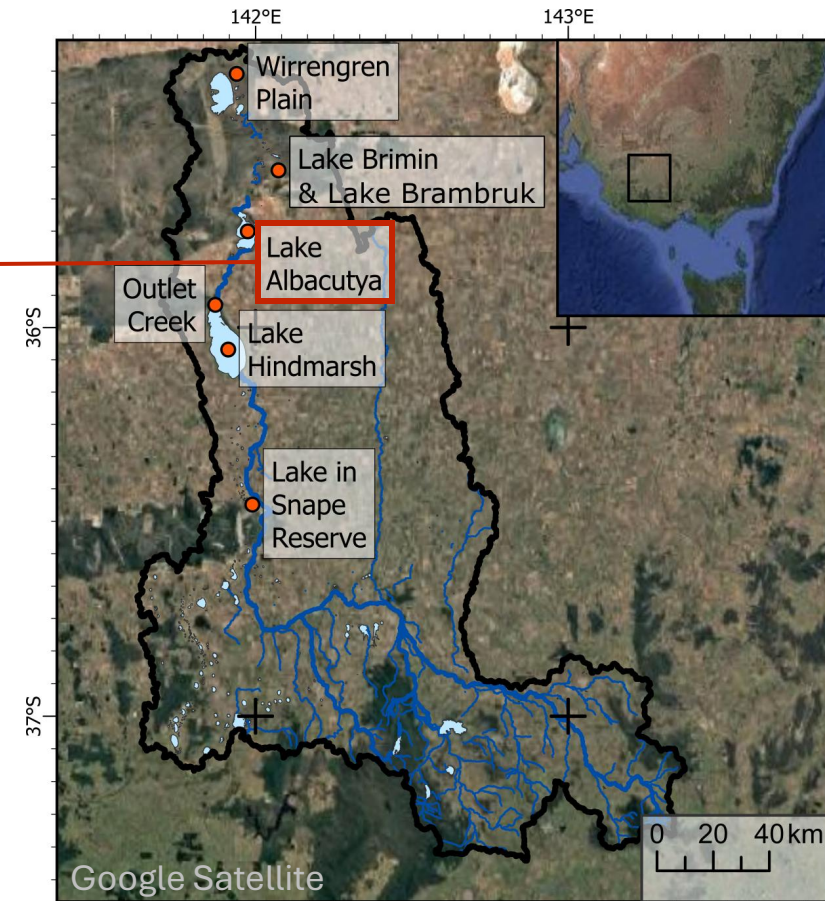 142°E
143°E
Wirrengren
Plain
Lake Brimin
& Lake Brambruk
Lake
Albacutya
Outlet
Creek
36°S
Lake
Hindmarsh
Lake in
Snape
Reserve
37°S
0 20 40 km
Google Satellite